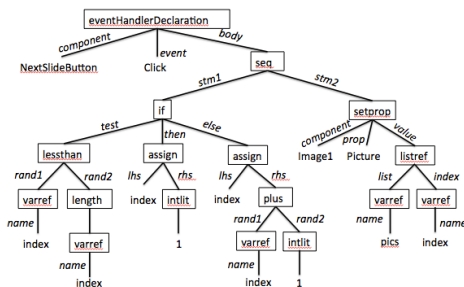 eventHandlerDeclaration
component event body
NextSlideButton Click seq
stm1 stm2
if setprop
test then else component prop value
lessthan assign assign Image1 Picture listref
rand1 rand2 lhs rhs lhs rhs list index
varref length index intlit index plus varref varref
name rand1 rand2 name name
index varref 1 varref intlit pics index
name name
index index 1